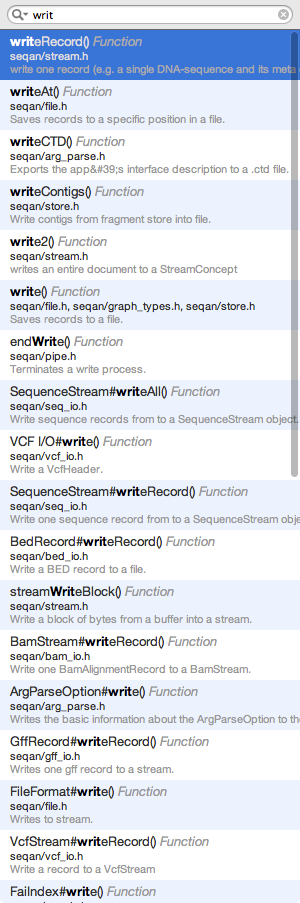 writ
writeRecord() Function
seqan/stream.h
write one record (e.g. a single DNA-sequence and its meta
writeAt() Function
seqan/file.h
Saves records to a specific position in a file.
writeCTD() Function
seqan/arg_parse.h
Exports the app&#39;s interface description to a .ctd file.
writeContigs() Function
seqan/store.h
Write contigs from fragment store into file.
write2() Function
seqan/stream.h
writes an entire document to a StreamConcept
write() Function
seqan/file.h, seqan/graph_types.h, seqan/store.h
Saves records to a file.
endWrite() Function
seqan/pipe.h
Terminates a write process.
SequenceStream#writeAll() Function
seqan/seq_io.h
Write sequence records from to a SequenceStream object.
VCF I/O#write() Function
seqan/vcf_io.h
Write a VcfHeader.
SequenceStream#writeRecord() Function
seqan/seq_io.h
Write one sequence record from to a SequenceStream obje
BedRecord#writeRecord() Function
seqan/bed_io.h
Write a BED record to a file.
streamWriteBlock() Function
seqan/stream.h
Write a block of bytes from a buffer into a stream.
BamStream#writeRecord() Function
seqan/bam_io.h
Write one BamAlignmentRecord to a BamStream.
ArgParseOption#write() Function
seqan/arg_parse.h
Writes the basic information about the ArgParseOption to the
GffRecord#writeRecord() Function
seqan/gff_io.h
Writes one gff record to a stream.
FileFormat#write() Function
seqan/file.h
Writes to stream.
VcfStream#writeRecord() Function
seqan/vcf_io.h
Write a record to a VcfStream
FaiIndex#write() Function